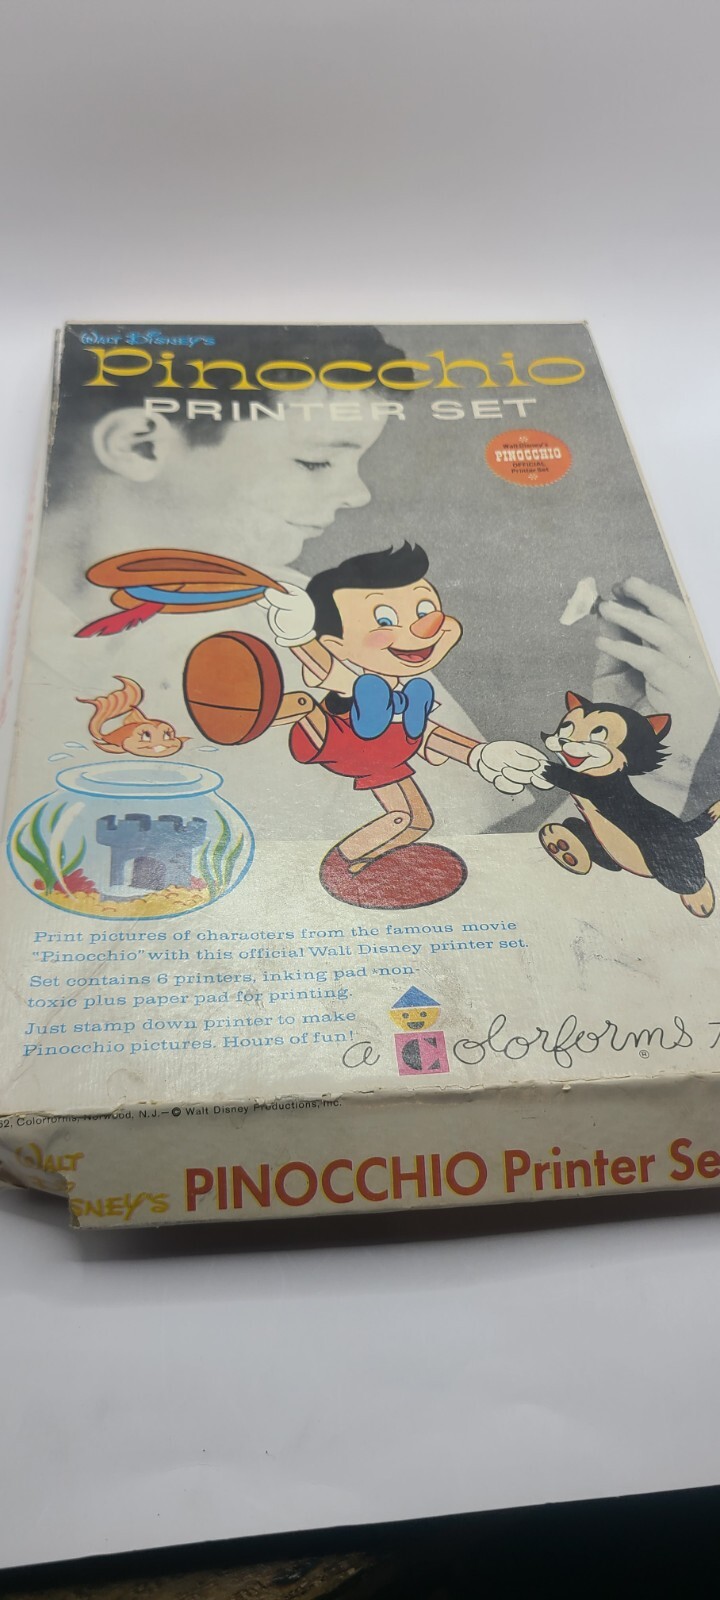 WALT DISNEY'S
Pinocchio
PRINTER SET
Walt Disney's
PINOCCHIO
OFFICIAL
Printer Set
Print pictures of characters from the famous movie
"Pinocchio" with this official Walt Disney printer set.
Set contains 6 printers, inking pad non-
toxic plus paper pad for printing.
Just stamp down printer to make
Pinocchio pictures. Hours of fun!
a Colorforms ®
52, Colorforms, Norwood, N.J.—© Walt Disney Productions, Inc.
WALT
SNEY'S
PINOCCHIO Printer Se